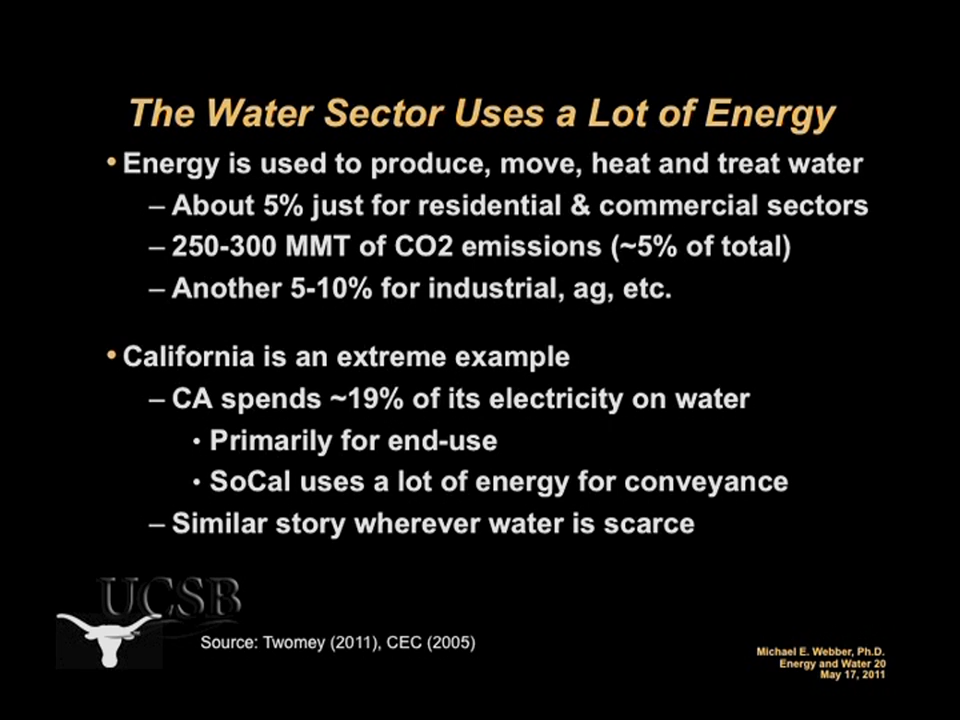 The Water Sector Uses a Lot of Energy
• Energy is used to produce, move, heat and treat water
– About 5% just for residential & commercial sectors
– 250-300 MMT of CO2 emissions (~5% of total)
– Another 5-10% for industrial, ag, etc.
• California is an extreme example
– CA spends ~19% of its electricity on water
• Primarily for end-use
• SoCal uses a lot of energy for conveyance
– Similar story wherever water is scarce
UCSB
Source: Twomey (2011), CEC (2005)
Michael E. Webber, Ph.D.
Energy and Water 20
May 17, 2011